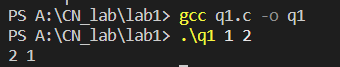 PS A:\CN_lab\lab1> gcc q1.c -o q1
PS A:\CN_lab\lab1> .\q1 1 2
2 1